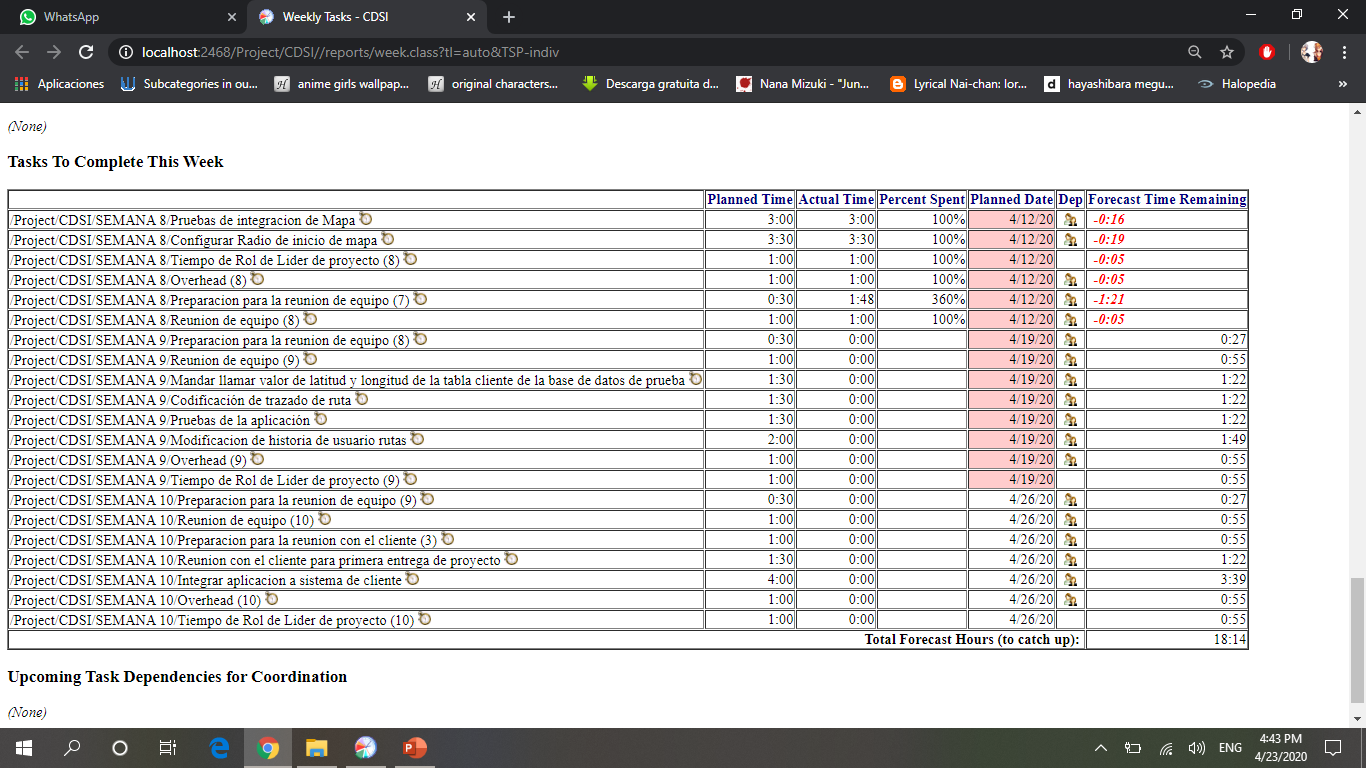 WhatsApp
Weekly Tasks - CDSI
localhost:2468/Project/CDSI//reports/week.class?tl=auto&TSP-indiv
Aplicaciones Subcategories in ou... anime girls wallpap... original characters... Descarga gratuita d... Nana Mizuki - "Jun... Lyrical Nai-chan: lor... hayashibara megu... Halopedia »
(None)
Tasks To Complete This Week
Planned Time Actual Time Percent Spent Planned Date Dep Forecast Time Remaining
/Project/CDSI/SEMANA 8/Pruebas de integracion de Mapa 3:00 3:00 100% 4/12/20 -0:16
/Project/CDSI/SEMANA 8/Configurar Radio de inicio de mapa 3:30 3:30 100% 4/12/20 -0:19
/Project/CDSI/SEMANA 8/Tiempo de Rol de Lider de proyecto (8) 1:00 1:00 100% 4/12/20 -0:05
/Project/CDSI/SEMANA 8/Overhead (8) 1:00 1:00 100% 4/12/20 -0:05
/Project/CDSI/SEMANA 8/Preparacion para la reunion de equipo (7) 0:30 1:48 360% 4/12/20 -1:21
/Project/CDSI/SEMANA 8/Reunion de equipo (8) 1:00 1:00 100% 4/12/20 -0:05
/Project/CDSI/SEMANA 9/Preparacion para la reunion de equipo (8) 0:30 0:00 4/19/20 0:27
/Project/CDSI/SEMANA 9/Reunion de equipo (9) 1:00 0:00 4/19/20 0:55
/Project/CDSI/SEMANA 9/Mandar llamar valor de latitud y longitud de la tabla cliente de la base de datos de prueba 1:30 0:00 4/19/20 1:22
/Project/CDSI/SEMANA 9/Codificación de trazado de ruta 1:30 0:00 4/19/20 1:22
/Project/CDSI/SEMANA 9/Pruebas de la aplicación 1:30 0:00 4/19/20 1:22
/Project/CDSI/SEMANA 9/Modificacion de historia de usuario rutas 2:00 0:00 4/19/20 1:49
/Project/CDSI/SEMANA 9/Overhead (9) 1:00 0:00 4/19/20 0:55
/Project/CDSI/SEMANA 9/Tiempo de Rol de Lider de proyecto (9) 1:00 0:00 4/19/20 0:55
/Project/CDSI/SEMANA 10/Preparacion para la reunion de equipo (9) 0:30 0:00 4/26/20 0:27
/Project/CDSI/SEMANA 10/Reunion de equipo (10) 1:00 0:00 4/26/20 0:55
/Project/CDSI/SEMANA 10/Preparacion para la reunion con el cliente (3) 1:00 0:00 4/26/20 0:55
/Project/CDSI/SEMANA 10/Reunion con el cliente para primera entrega de proyecto 1:30 0:00 4/26/20 1:22
/Project/CDSI/SEMANA 10/Integrar aplicacion a sistema de cliente 4:00 0:00 4/26/20 3:39
/Project/CDSI/SEMANA 10/Overhead (10) 1:00 0:00 4/26/20 0:55
/Project/CDSI/SEMANA 10/Tiempo de Rol de Lider de proyecto (10) 1:00 0:00 4/26/20 0:55
Total Forecast Hours (to catch up): 18:14
Upcoming Task Dependencies for Coordination
(None)
ENG
4:43 PM
4/23/2020